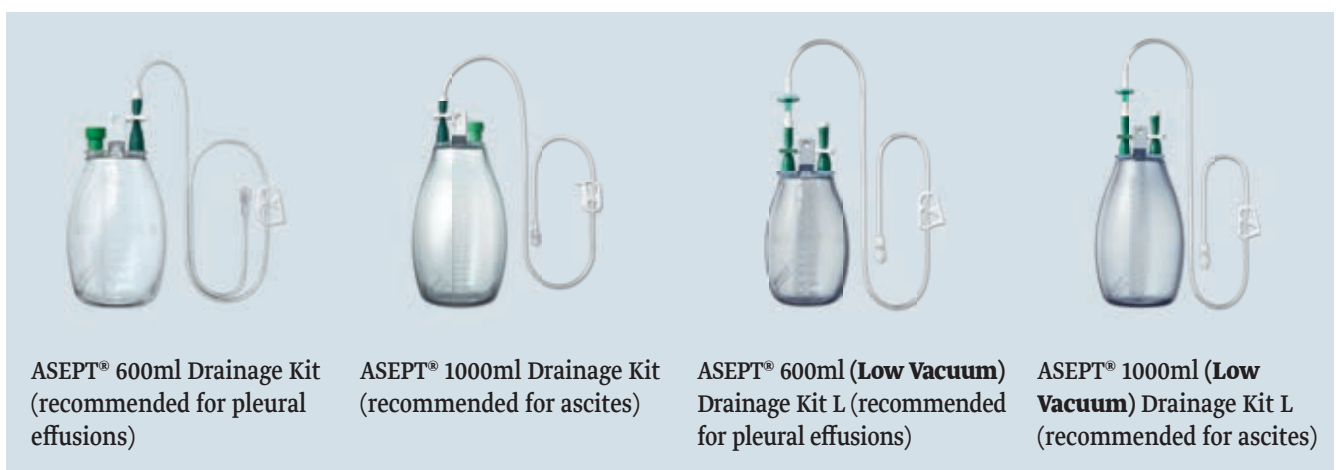 ASEPT® 600ml Drainage Kit
(recommended for pleural
effusions)
ASEPT® 1000ml Drainage Kit
(recommended for ascites)
ASEPT® 600ml (Low Vacuum)
Drainage Kit L (recommended
for pleural effusions)
ASEPT® 1000ml (Low
Vacuum) Drainage Kit L
(recommended for ascites)